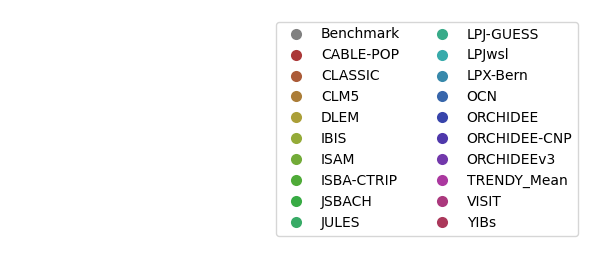 Benchmark
CABLE-POP
CLASSIC
CLM5
DLEM
IBIS
ISAM
ISBA-CTRIP
JSBACH
JULES
LPJ-GUESS
LPJwsl
LPX-Bern
OCN
ORCHIDEE
ORCHIDEE-CNP
ORCHIDEEv3
TRENDY_Mean
VISIT
YIBs